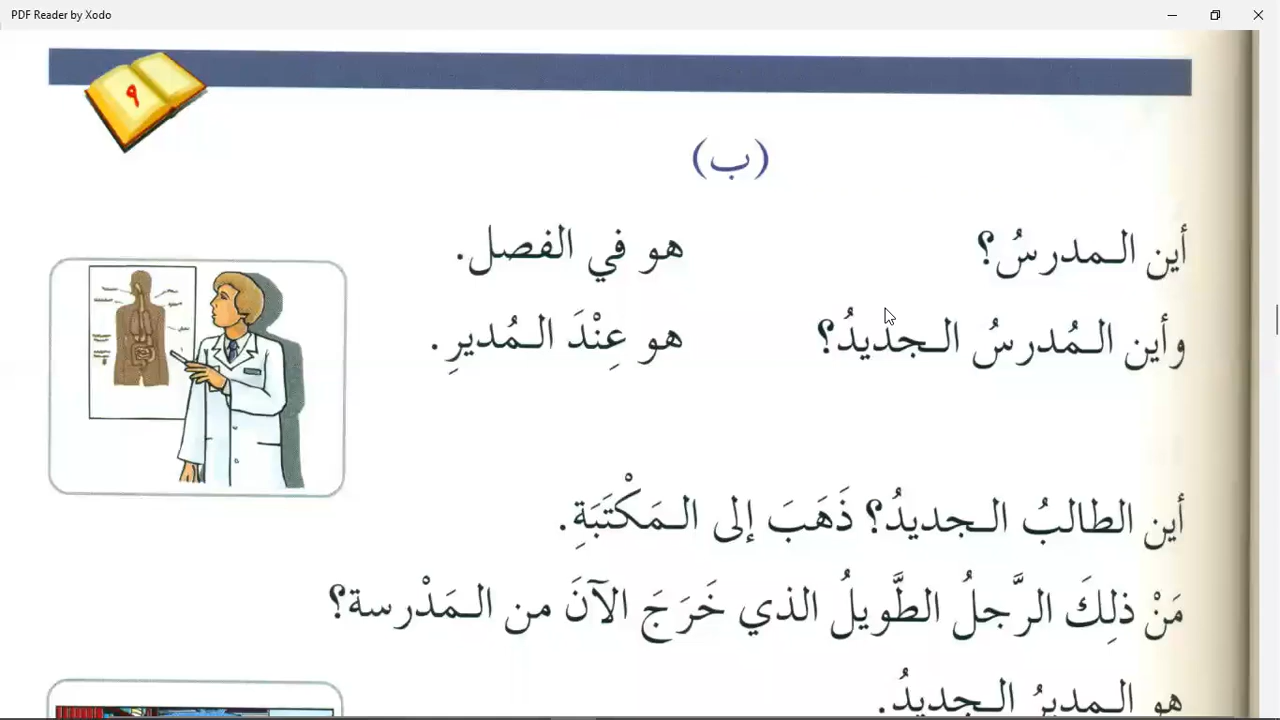 PDF Reader by Xodo
٩
(ب)
أين الـمدرسُ؟ هو في الفصل.
وأين الـمُدرسُ الـجديدُ؟ هو عِنْدَ الـمُديرِ.
أين الطالبُ الـجديدُ؟ ذَهَبَ إلى الـمَكْتَبَةِ.
مَنْ ذلِكَ الرَّجلُ الطَّويلُ الذي خَرَجَ الآنَ من الـمَدْرسة؟
هو الـمديرُ الـجديدُ.